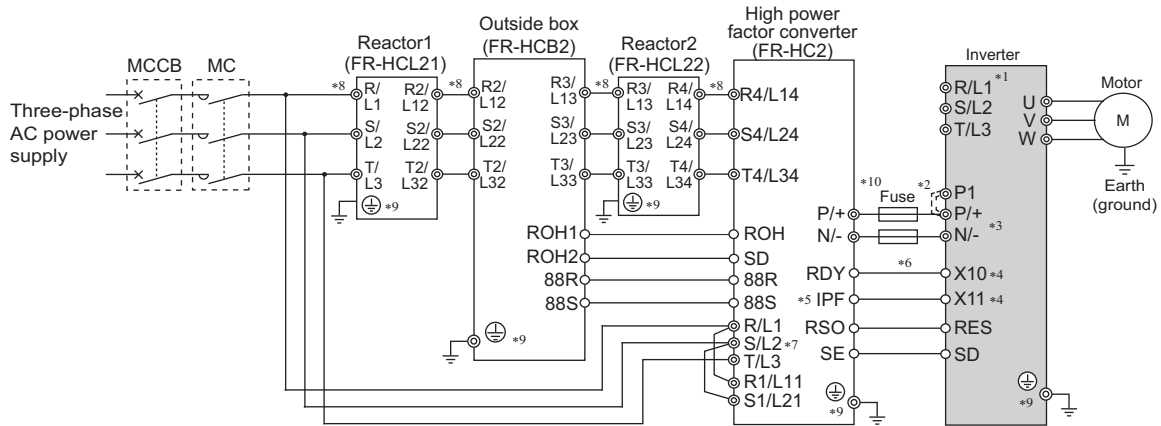 Three-phase
AC power
supply
MCCB
MC
Reactor1
(FR-HCL21)
*8
R/
L1
R2/
L12
S/
L2
S2/
L22
T/
L3
T2/
L32
*9
*8
Outside box
(FR-HCB2)
R2/
L12
R3/
L13
S2/
L22
S3/
L23
T2/
L32
T3/
L33
ROH1
ROH2
88R
88S
*9
*8
Reactor2
(FR-HCL22)
R3/
L13
R4/
L14
S3/
L23
S4/
L24
T3/
L33
T4/
L34
*9
*8
High power
factor converter
(FR-HC2)
R4/L14
S4/L24
T4/L34
ROH
SD
88R
88S
R/L1
S/L2 *7
T/L3
R1/L11
S1/L21
P/+
N/-
RDY
*5 IPF
RSO
SE
*9
*10
Fuse
*2
*6
Inverter
R/L1 *1
S/L2
T/L3
U
V
W
P1
P/+
*3
N/-
X10 *4
X11 *4
RES
SD
*9
Motor
M
Earth
(ground)